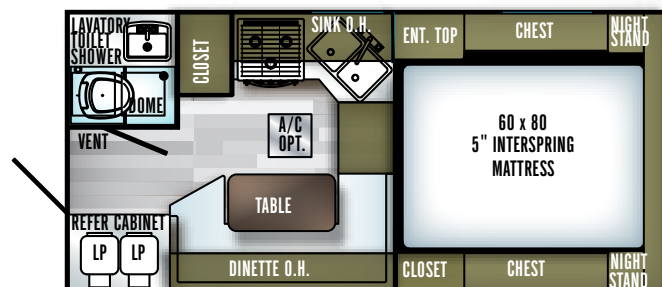 LAVATORY
TOILET
SHOWER
CLOSET
SINK O.H.
ENT. TOP
CHEST
NIGHT
STAND
DOME
VENT
A/C
OPT.
60 x 80
5" INTERSPRING
MATTRESS
TABLE
REFER CABINET
LP
LP
DINETTE O.H.
CLOSET
CHEST
NIGHT
STAND